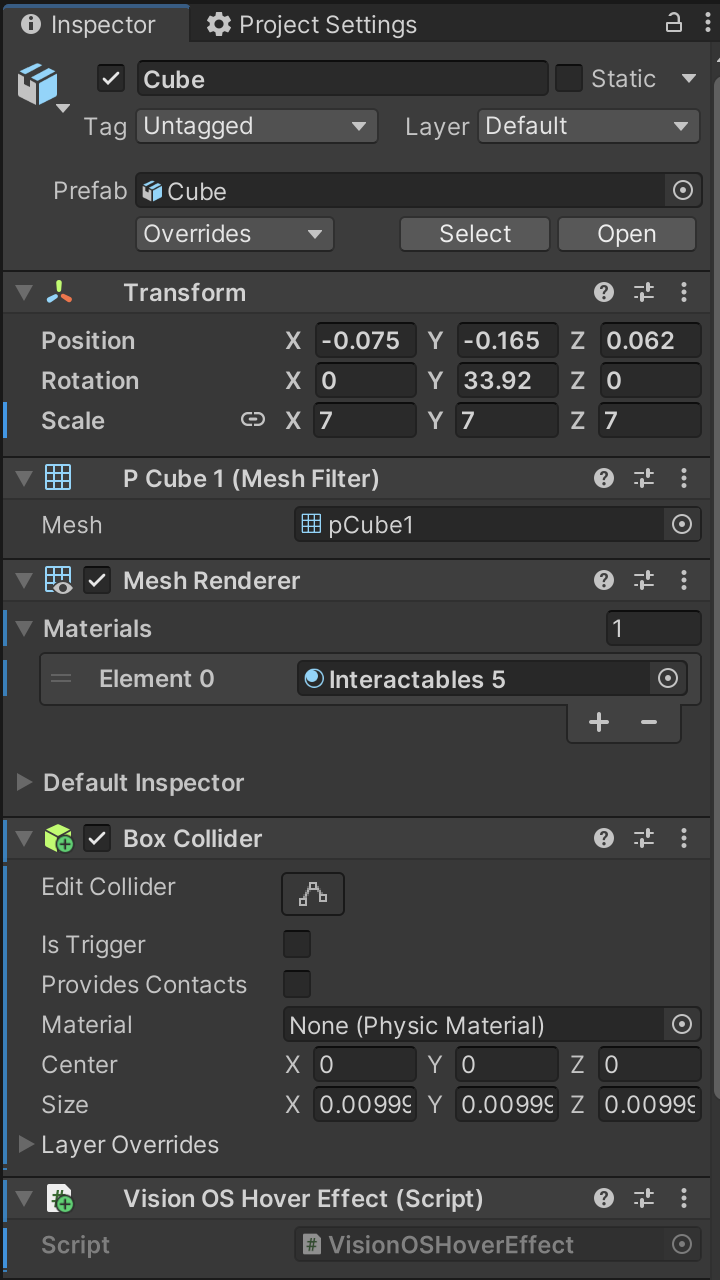 Inspector Project Settings
Cube Static
Tag Untagged Layer Default
Prefab Cube
Overrides Select Open
Transform
Position X -0.075 Y -0.165 Z 0.062
Rotation X 0 Y 33.92 Z 0
Scale X 7 Y 7 Z 7
P Cube 1 (Mesh Filter)
Mesh pCube1
Mesh Renderer
Materials 1
Element 0 Interactables 5
Default Inspector
Box Collider
Edit Collider
Is Trigger
Provides Contacts
Material None (Physic Material)
Center X 0 Y 0 Z 0
Size X 0.00999 Y 0.00999 Z 0.00999
Layer Overrides
Vision OS Hover Effect (Script)
Script VisionOSHoverEffect